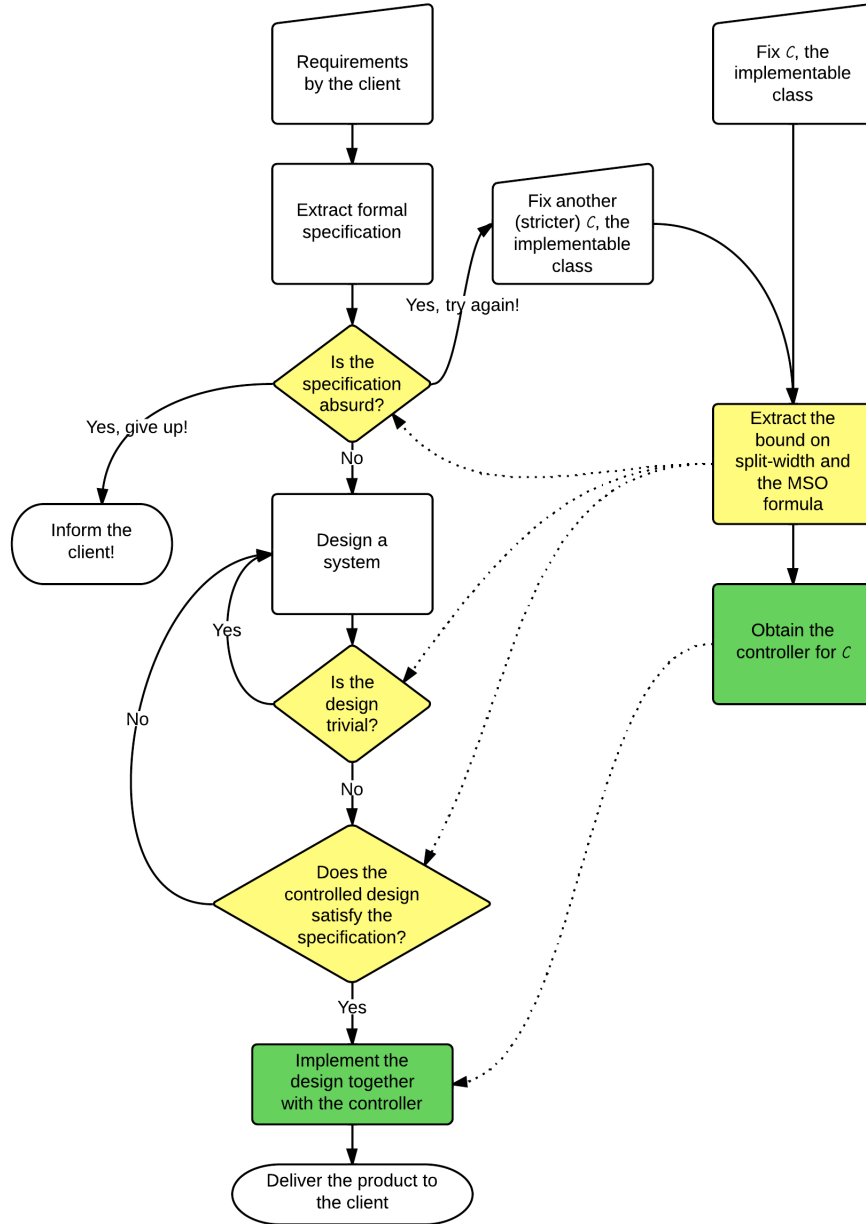 Requirements
by the client
Fix C, the
implementable
class
Extract formal
specification
Fix another
(stricter) C, the
implementable
class
Yes, try again!
Is the
specification
absurd?
Yes, give up!
No
Extract the
bound on
split-width and
the MSO
formula
Inform the
client!
Design a
system
Yes
Obtain the
controller for C
Is the
design
trivial?
No
No
Does the
controlled design
satisfy the
specification?
Yes
Implement the
design together
with the controller
Deliver the product to
the client